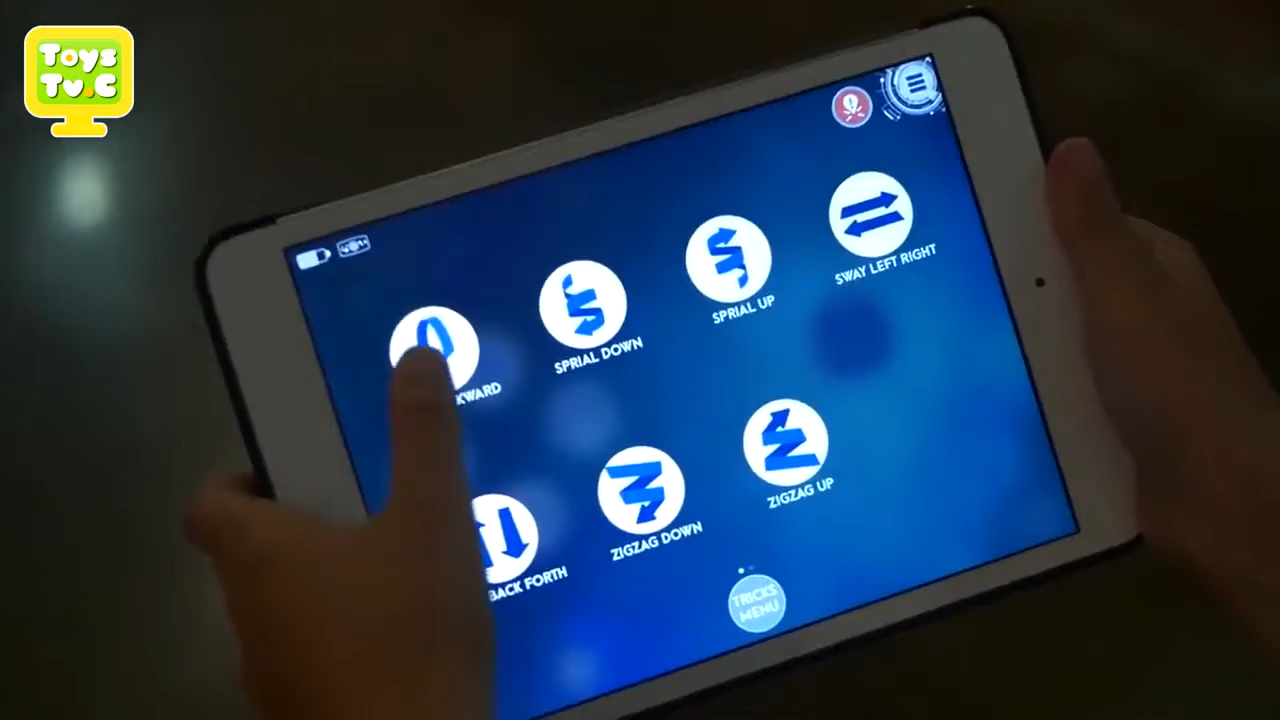 Toys
Tv.C
SWAY LEFT RIGHT
SPRIAL UP
SPRIAL DOWN
KWARD
ZIGZAG UP
ZIGZAG DOWN
BACK FORTH
TRICKS
MENU